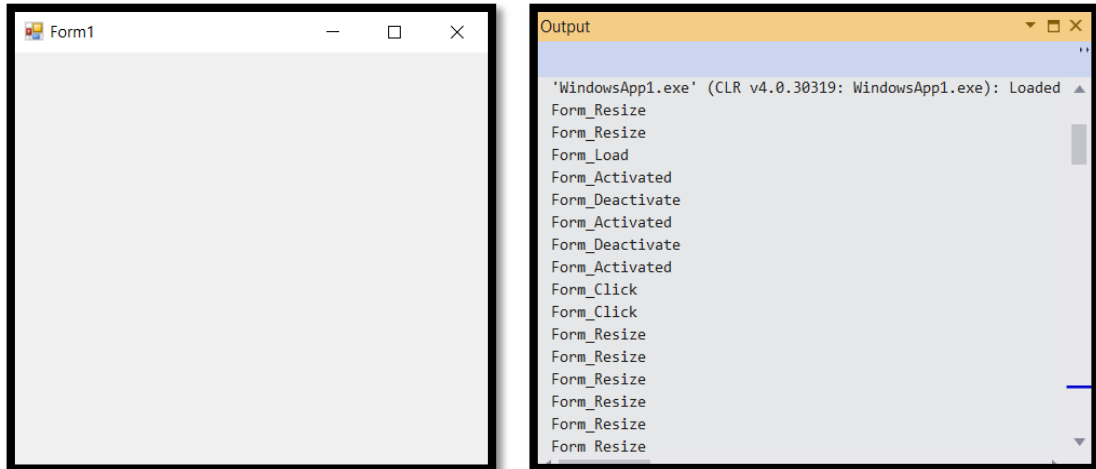 Form1
Output
'WindowsApp1.exe' (CLR v4.0.30319: WindowsApp1.exe): Loaded
Form_Resize
Form_Resize
Form_Load
Form_Activated
Form_Deactivate
Form_Activated
Form_Deactivate
Form_Activated
Form_Click
Form_Click
Form_Resize
Form_Resize
Form_Resize
Form_Resize
Form_Resize
Form_Resize